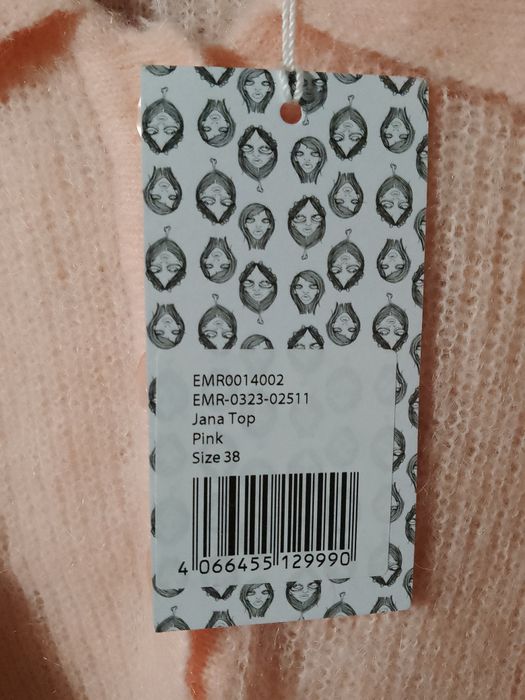 EMR0014002
EMR-0323-02511
Jana Top
Pink
Size 38
4 066455 129990